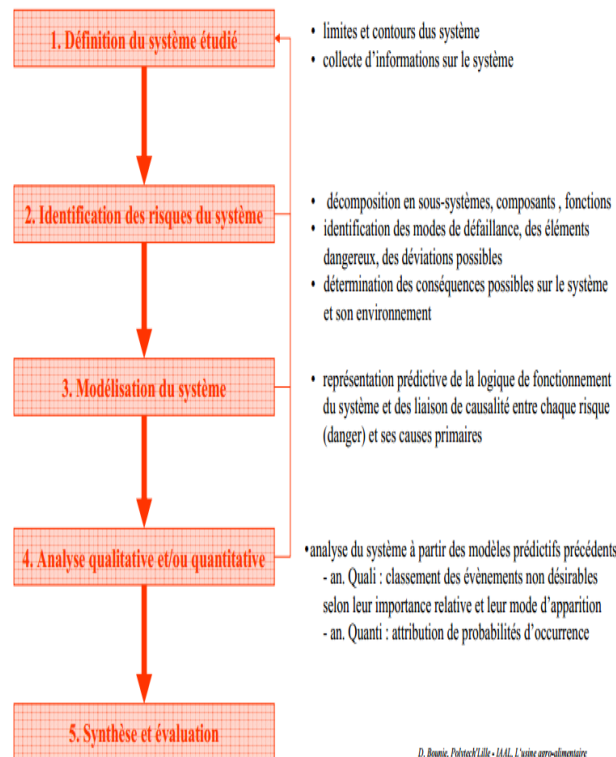 1. Définition du système étudié
• limites et contours dus système
• collecte d'informations sur le système
2. Identification des risques du système
• décomposition en sous-systèmes, composants , fonctions
• identification des modes de défaillance, des éléments
dangereux, des déviations possibles
• détermination des conséquences possibles sur le système
et son environnement
3. Modélisation du système
• représentation prédictive de la logique de fonctionnement
du système et des liaison de causalité entre chaque risque
(danger) et ses causes primaires
4. Analyse qualitative et/ou quantitative
•analyse du système à partir des modèles prédictifs précédents
- an. Quali : classement des évènements non désirables
selon leur importance relative et leur mode d'apparition
- an. Quanti : attribution de probabilités d'occurrence
5. Synthèse et évaluation
D. Bounie, Polytech'Lille - IAAL, L'usine agro-alimentaire